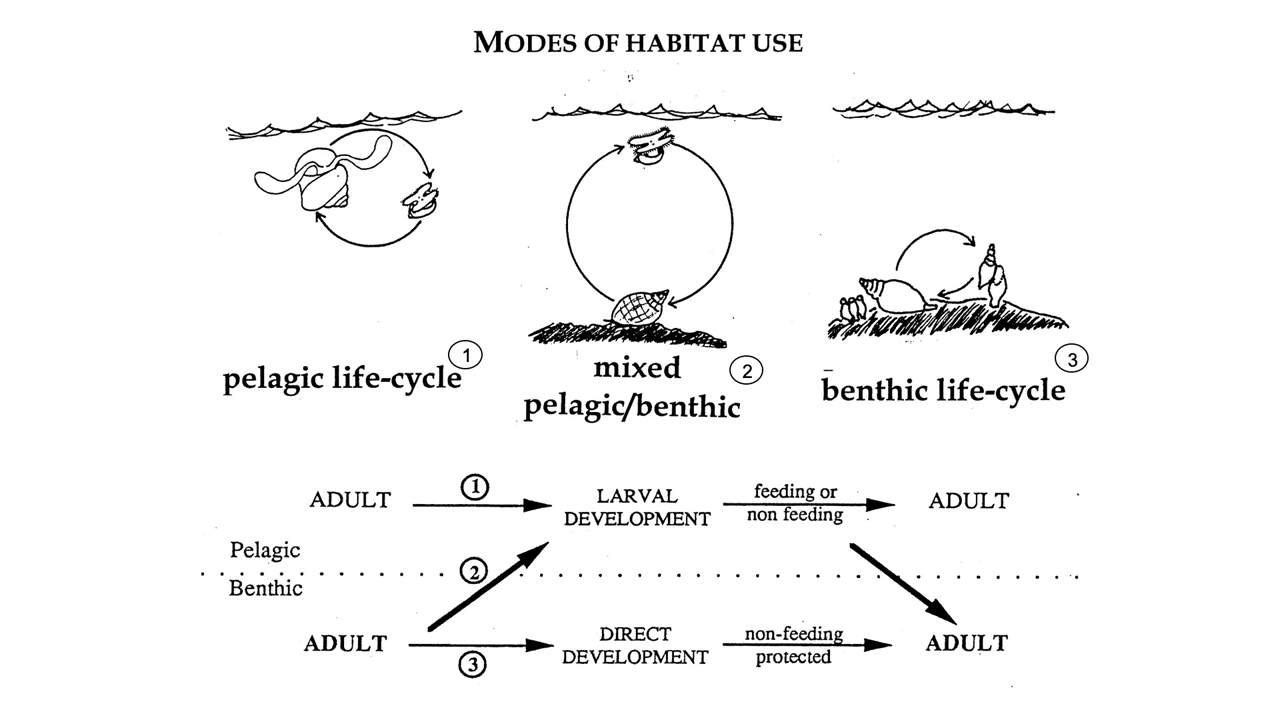 MODES OF HABITAT USE
1
pelagic life-cycle
mixed
pelagic/benthic
2
benthic life-cycle
3
ADULT
1
LARVAL
DEVELOPMENT
feeding or
non feeding
ADULT
Pelagic
2
Benthic
ADULT
3
DIRECT
DEVELOPMENT
non-feeding
protected
ADULT